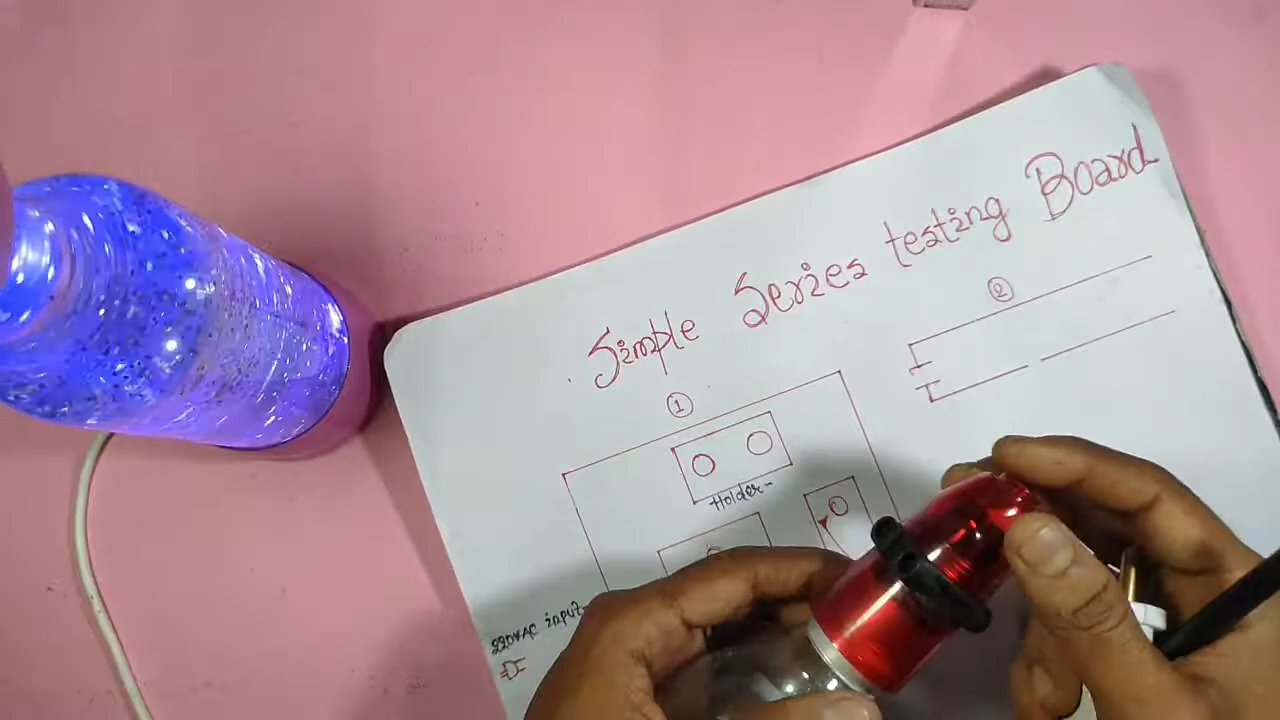 Simple Series testing Board
①
②
Holder-
220VAC input-